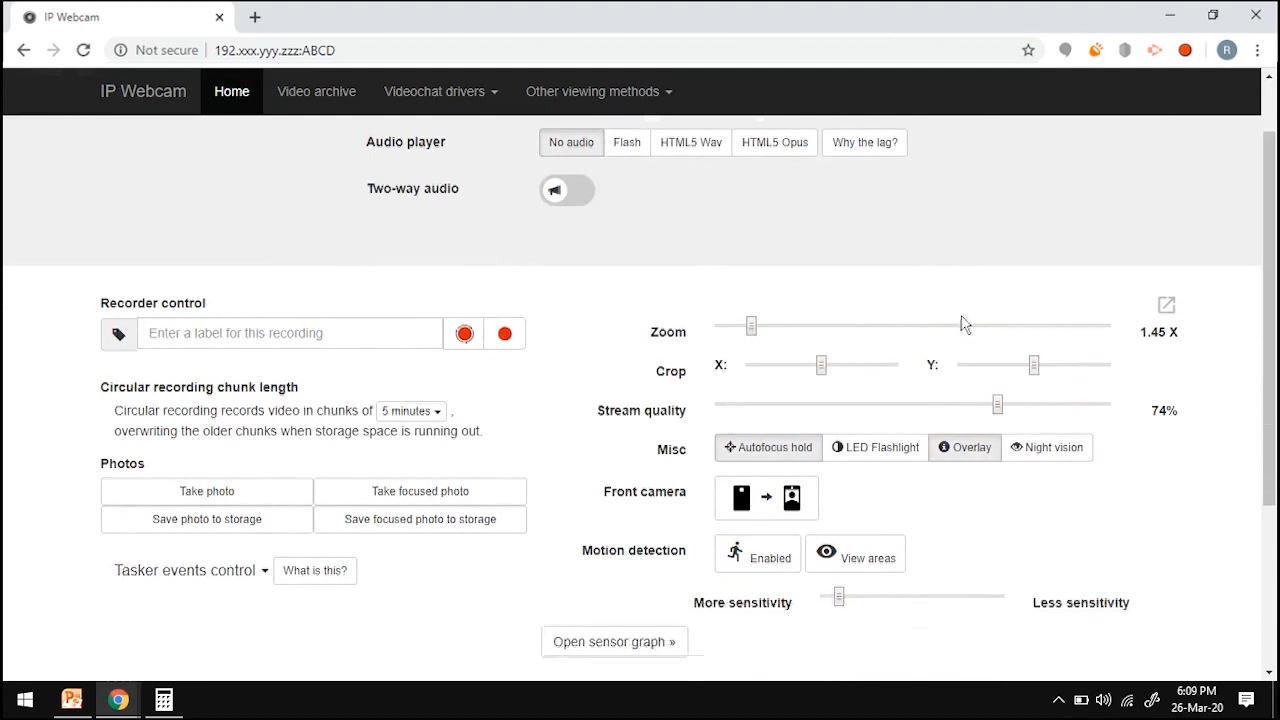 IP Webcam
Not secure
192.xxx.yyy.zzz:ABCD
R
IP Webcam
Home
Video archive
Videochat drivers
Other viewing methods
Audio player
No audio
Flash
HTML5 Wav
HTML5 Opus
Why the lag?
Two-way audio
Recorder control
Enter a label for this recording
Circular recording chunk length
Circular recording records video in chunks of 5 minutes ,
overwriting the older chunks when storage space is running out.
Photos
Take photo
Take focused photo
Save photo to storage
Save focused photo to storage
Tasker events control
What is this?
Zoom
1.45 X
Crop
X:
Y:
Stream quality
74%
Misc
Autofocus hold
LED Flashlight
Overlay
Night vision
Front camera
Motion detection
Enabled
View areas
More sensitivity
Less sensitivity
Open sensor graph »
6:09 PM
26-Mar-20